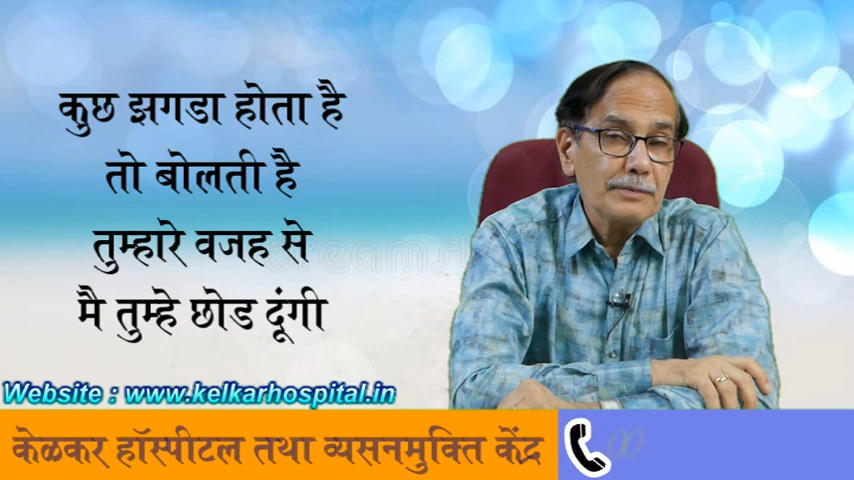 कुछ झगडा होता है
तो बोलती है
तुम्हारे वजह से
मै तुम्हे छोड दूंगी
Website : www.kelkarhospital.in
केळकर हॉस्पीटल तथा व्यसनमुक्ति केंद्र